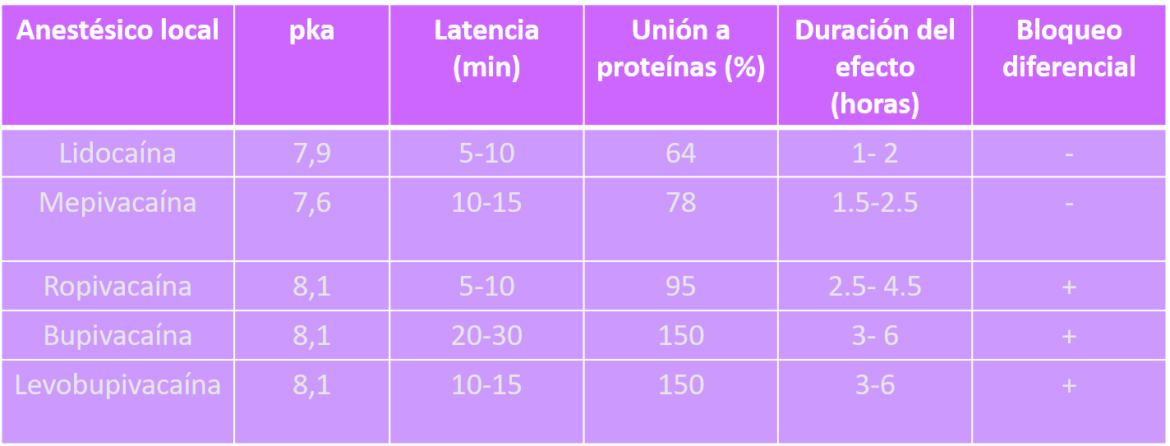 Anestésico local pka Latencia (min) Unión a proteínas (%) Duración del efecto (horas) Bloqueo diferencial
Lidocaína 7,9 5-10 64 1- 2 -
Mepivacaína 7,6 10-15 78 1.5-2.5 -
Ropivacaína 8,1 5-10 95 2.5- 4.5 +
Bupivacaína 8,1 20-30 150 3- 6 +
Levobupivacaína 8,1 10-15 150 3-6 +